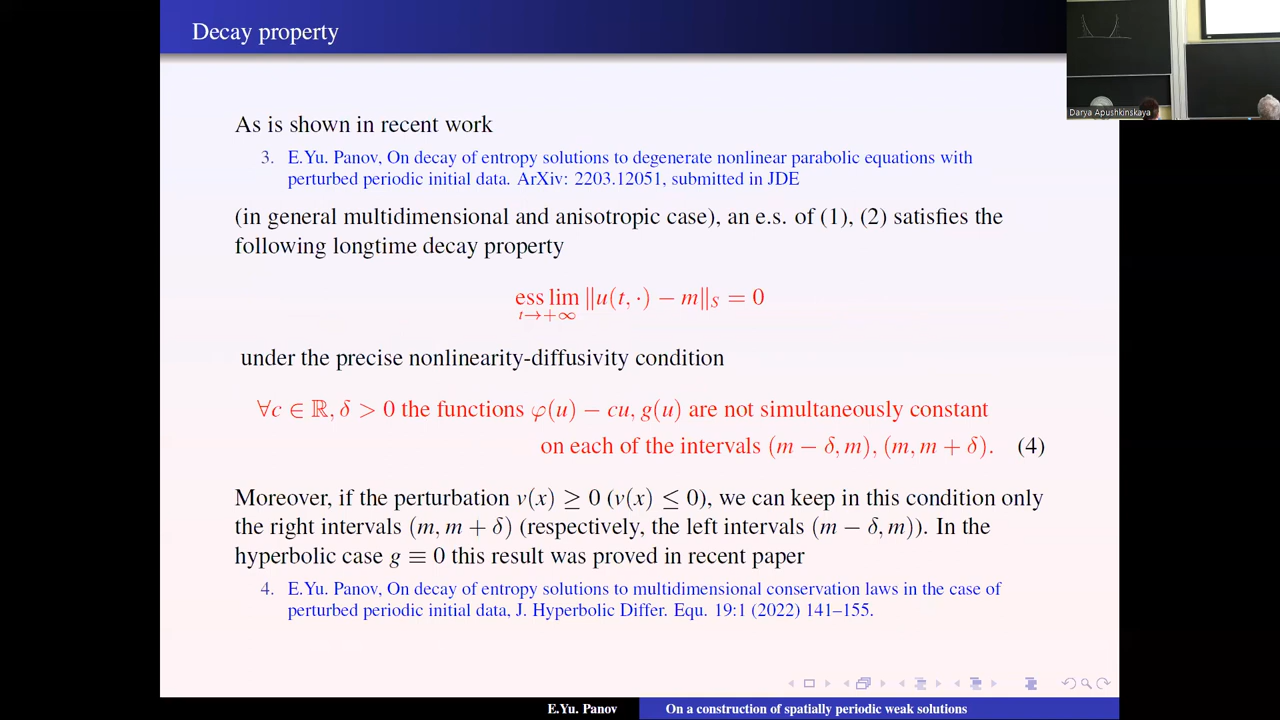 Decay property
Darya Apushkinskaya
As is shown in recent work
3. E.Yu. Panov, On decay of entropy solutions to degenerate nonlinear parabolic equations with
perturbed periodic initial data. ArXiv: 2203.12051, submitted in JDE
(in general multidimensional and anisotropic case), an e.s. of (1), (2) satisfies the
following longtime decay property
ess lim ‖u(t, ·) − m‖S = 0
t→+∞
under the precise nonlinearity-diffusivity condition
∀c ∈ ℝ, δ > 0 the functions φ(u) − cu, g(u) are not simultaneously constant
on each of the intervals (m − δ, m), (m, m + δ). (4)
Moreover, if the perturbation v(x) ≥ 0 (v(x) ≤ 0), we can keep in this condition only
the right intervals (m, m + δ) (respectively, the left intervals (m − δ, m)). In the
hyperbolic case g ≡ 0 this result was proved in recent paper
4. E.Yu. Panov, On decay of entropy solutions to multidimensional conservation laws in the case of
perturbed periodic initial data, J. Hyperbolic Differ. Equ. 19:1 (2022) 141–155.
E.Yu. Panov
On a construction of spatially periodic weak solutions